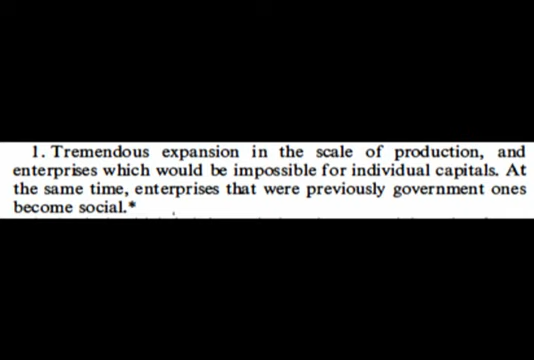 1. Tremendous expansion in the scale of production, and
enterprises which would be impossible for individual capitals. At
the same time, enterprises that were previously government ones
become social.*